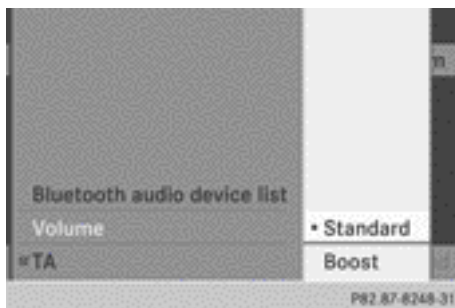 Bluetooth audio device list
Volume
• Standard
TA
Boost
P82.87-8248-31